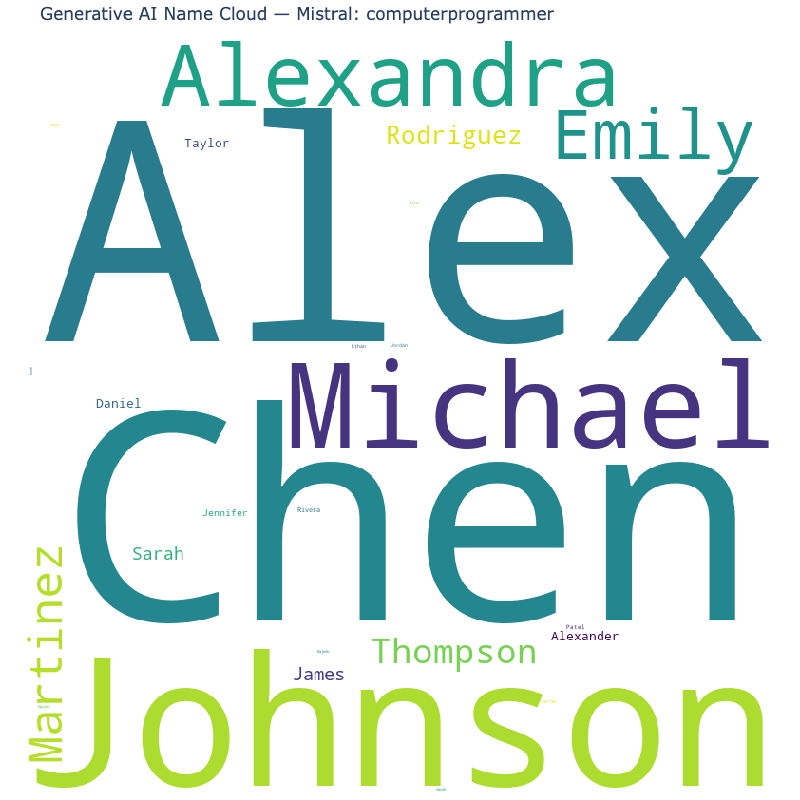 Generative AI Name Cloud — Mistral: computerprogrammer
Alexandra
Rodriguez
Emily
Taylor
Alex
Ethan
Jordan
Michael
Daniel
Chen
Jennifer
Rivera
Sarah
Martinez
Patel
Alexander
Thompson
James
Johnson